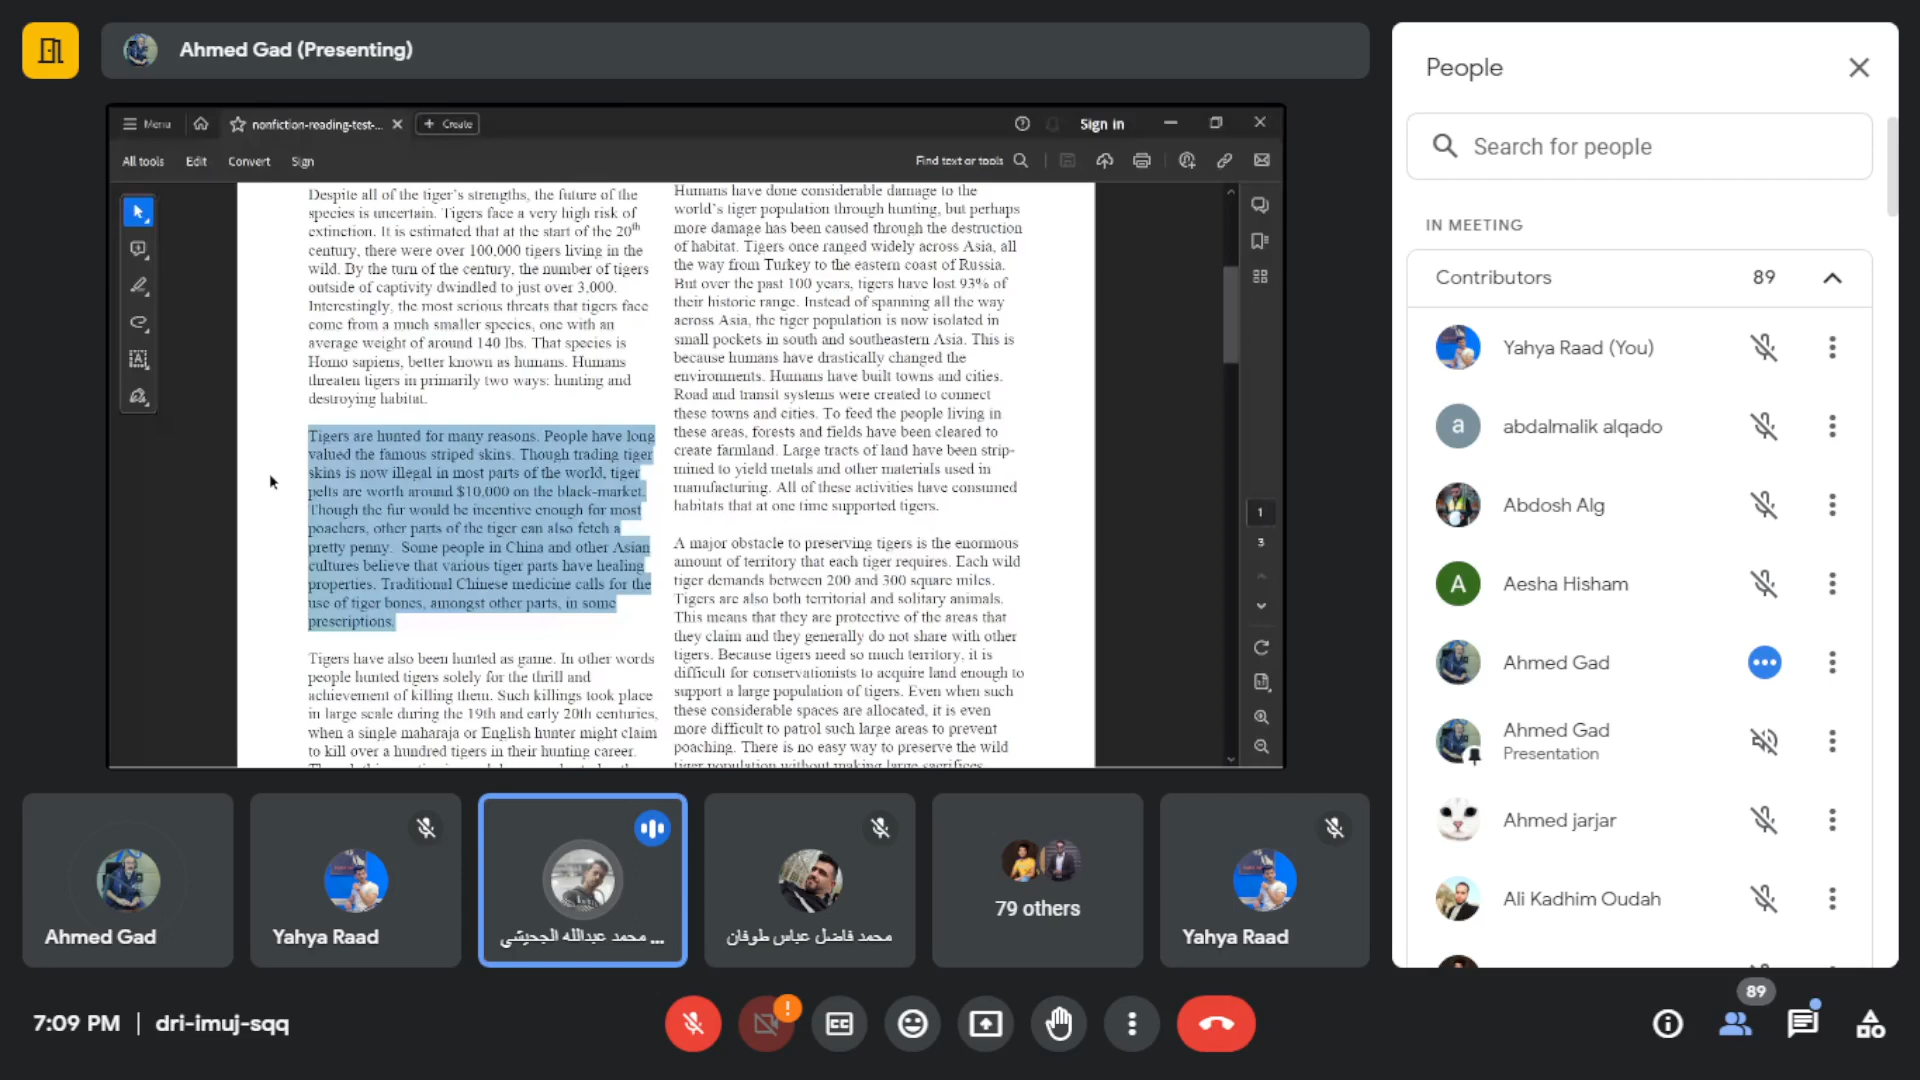 Ahmed Gad (Presenting)
Menu
nonfiction-reading-test-...
+ Create
Sign in
All tools
Edit
Convert
Sign
Find text or tools
Despite all of the tiger's strengths, the future of the
species is uncertain. Tigers face a very high risk of
extinction. It is estimated that at the start of the 20th
century, there were over 100,000 tigers living in the
wild. By the turn of the century, the number of tigers
outside of captivity dwindled to just over 3,000.
Interestingly, the most serious threats that tigers face
come from a much smaller species, one with an
average weight of around 140 lbs. That species is
Homo sapiens, better known as humans. Humans
threaten tigers in primarily two ways: hunting and
destroying habitat.
Tigers are hunted for many reasons. People have long
valued the famous striped skins. Though trading tiger
skins is now illegal in most parts of the world, tiger
pelts are worth around $10,000 on the black-market.
Though the fur would be incentive enough for most
poachers, other parts of the tiger can also fetch a
pretty penny. Some people in China and other Asian
cultures believe that various tiger parts have healing
properties. Traditional Chinese medicine calls for the
use of tiger bones, amongst other parts, in some
prescriptions.
Tigers have also been hunted as game. In other words
people hunted tigers solely for the thrill and
achievement of killing them. Such killings took place
in large scale during the 19th and early 20th centuries,
when a single maharaja or English hunter might claim
to kill over a hundred tigers in their hunting career.
Humans have done considerable damage to the
world's tiger population through hunting, but perhaps
more damage has been caused through the destruction
of habitat. Tigers once ranged widely across Asia, all
the way from Turkey to the eastern coast of Russia.
But over the past 100 years, tigers have lost 93% of
their historic range. Instead of spanning all the way
across Asia, the tiger population is now isolated in
small pockets in south and southeastern Asia. This is
because humans have drastically changed the
environments. Humans have built towns and cities.
Road and transit systems were created to connect
these towns and cities. To feed the people living in
these areas, forests and fields have been cleared to
create farmland. Large tracts of land have been strip-
mined to yield metals and other materials used in
manufacturing. All of these activities have consumed
habitats that at one time supported tigers.
A major obstacle to preserving tigers is the enormous
amount of territory that each tiger requires. Each wild
tiger demands between 200 and 300 square miles.
Tigers are also both territorial and solitary animals.
This means that they are protective of the areas that
they claim and they generally do not share with other
tigers. Because tigers need so much territory, it is
difficult for conservationists to acquire land enough to
support a large population of tigers. Even when such
these considerable spaces are allocated, it is even
more difficult to patrol such large areas to prevent
poaching. There is no easy way to preserve the wild
tiger population without making large sacrifices
1
3
Ahmed Gad
Yahya Raad
محمد عبدالله الجحيشي ...
محمد فاضل عباس طوفان
79 others
Yahya Raad
7:09 PM | dri-imuj-sqq
People
Search for people
IN MEETING
Contributors 89
Yahya Raad (You)
a
abdalmalik alqado
Abdosh Alg
A
Aesha Hisham
Ahmed Gad
Ahmed Gad
Presentation
Ahmed jarjar
Ali Kadhim Oudah
89